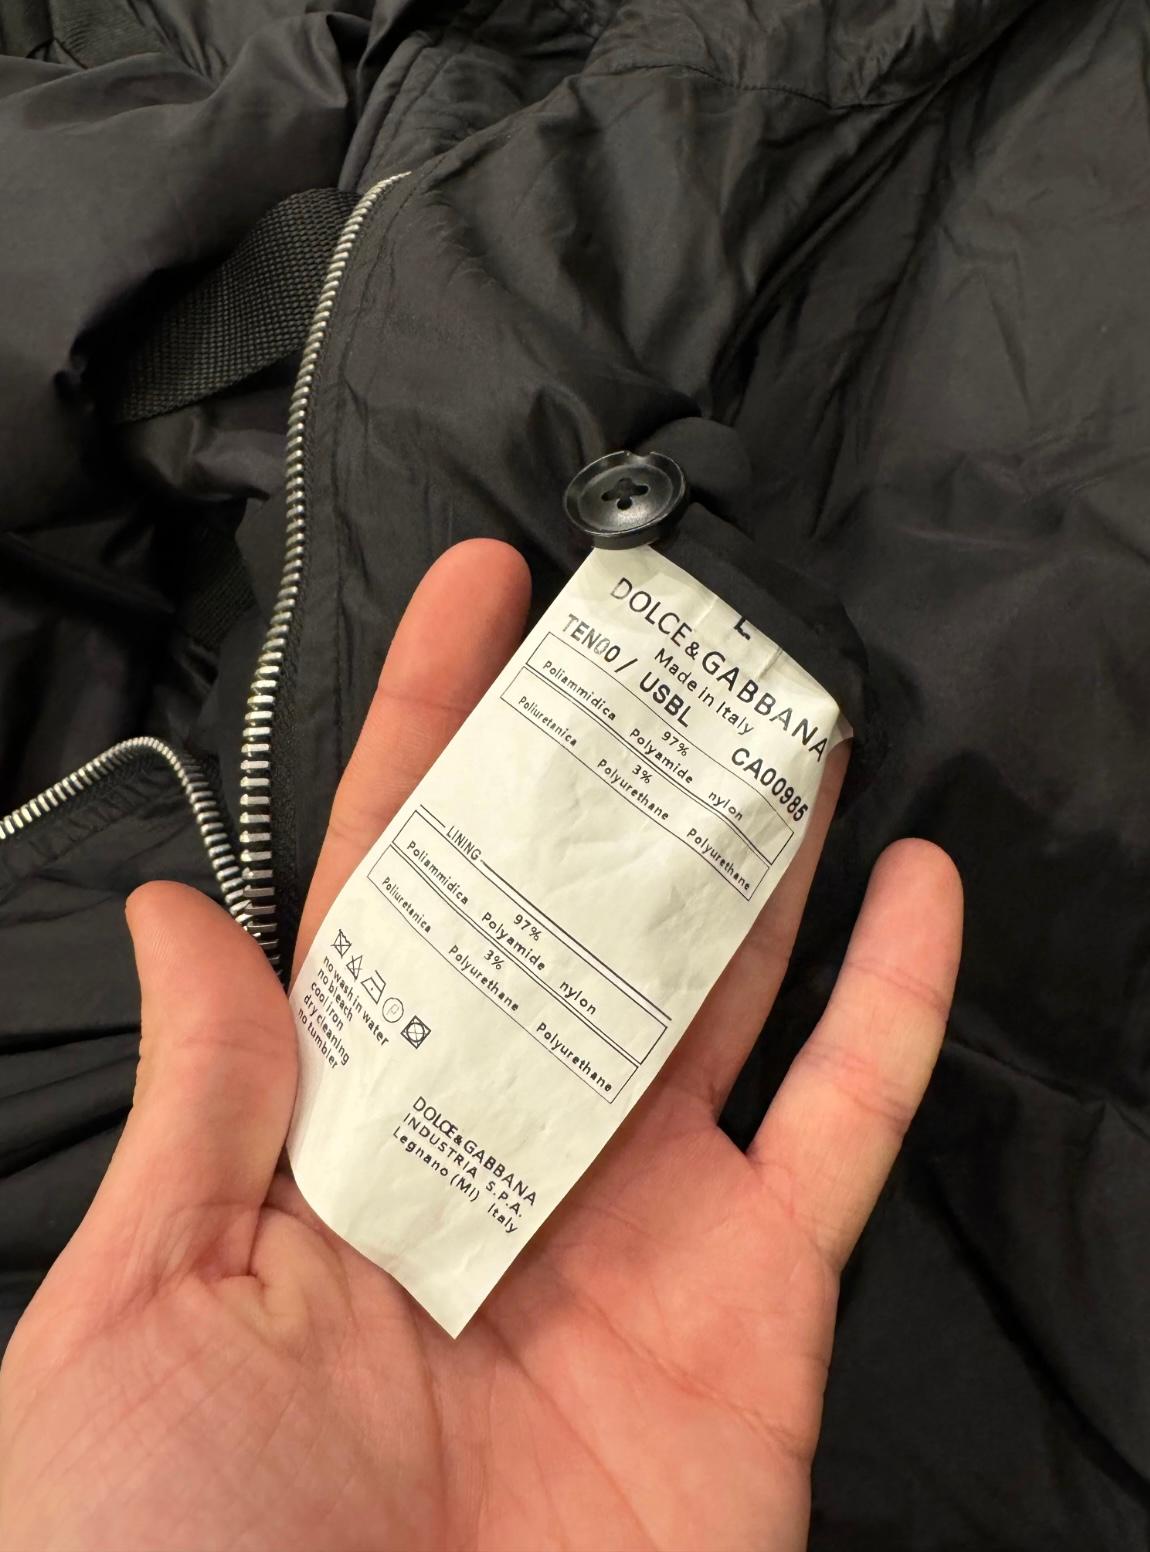 L
DOLCE & GABBANA
Made in Italy
TEN00 / USBL CA00985
Poliammidica 97% Polyamide nylon
Poliuretanica 3% Polyurethane Polyurethane
LINING
Poliammidica 97% Polyamide nylon
Poliuretanica 3% Polyurethane Polyurethane
P
no wash in water
no bleach
cool iron
dry cleaning
no tumbler
DOLCE&GABBANA
INDUSTRIA S.P.A.
Legnano (MI) Italy